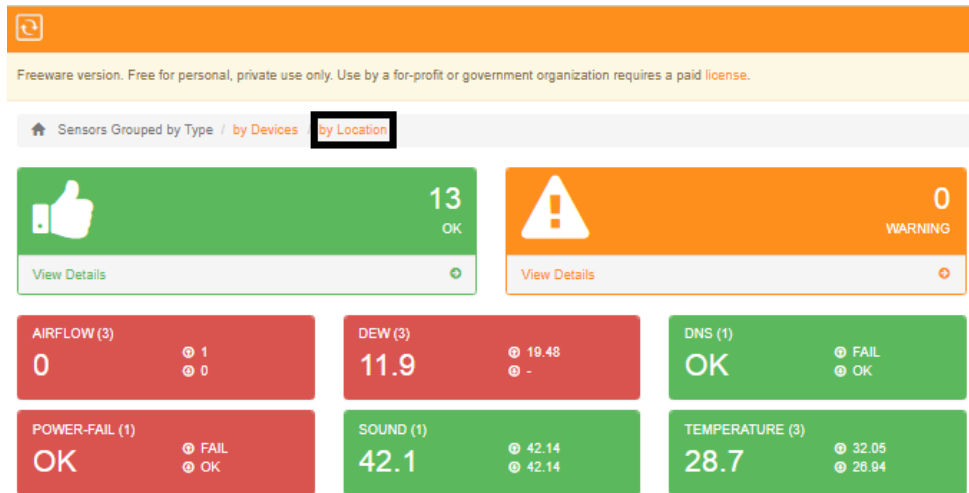 Freeware version. Free for personal, private use only. Use by a for-profit or government organization requires a paid license.
Sensors Grouped by Type / by Devices / by Location
13
OK
View Details
0
WARNING
View Details
AIRFLOW (3)
0
1
0
DEW (3)
11.9
19.48
-
DNS (1)
OK
FAIL
OK
POWER-FAIL (1)
OK
FAIL
OK
SOUND (1)
42.1
42.14
42.14
TEMPERATURE (3)
28.7
32.05
26.94